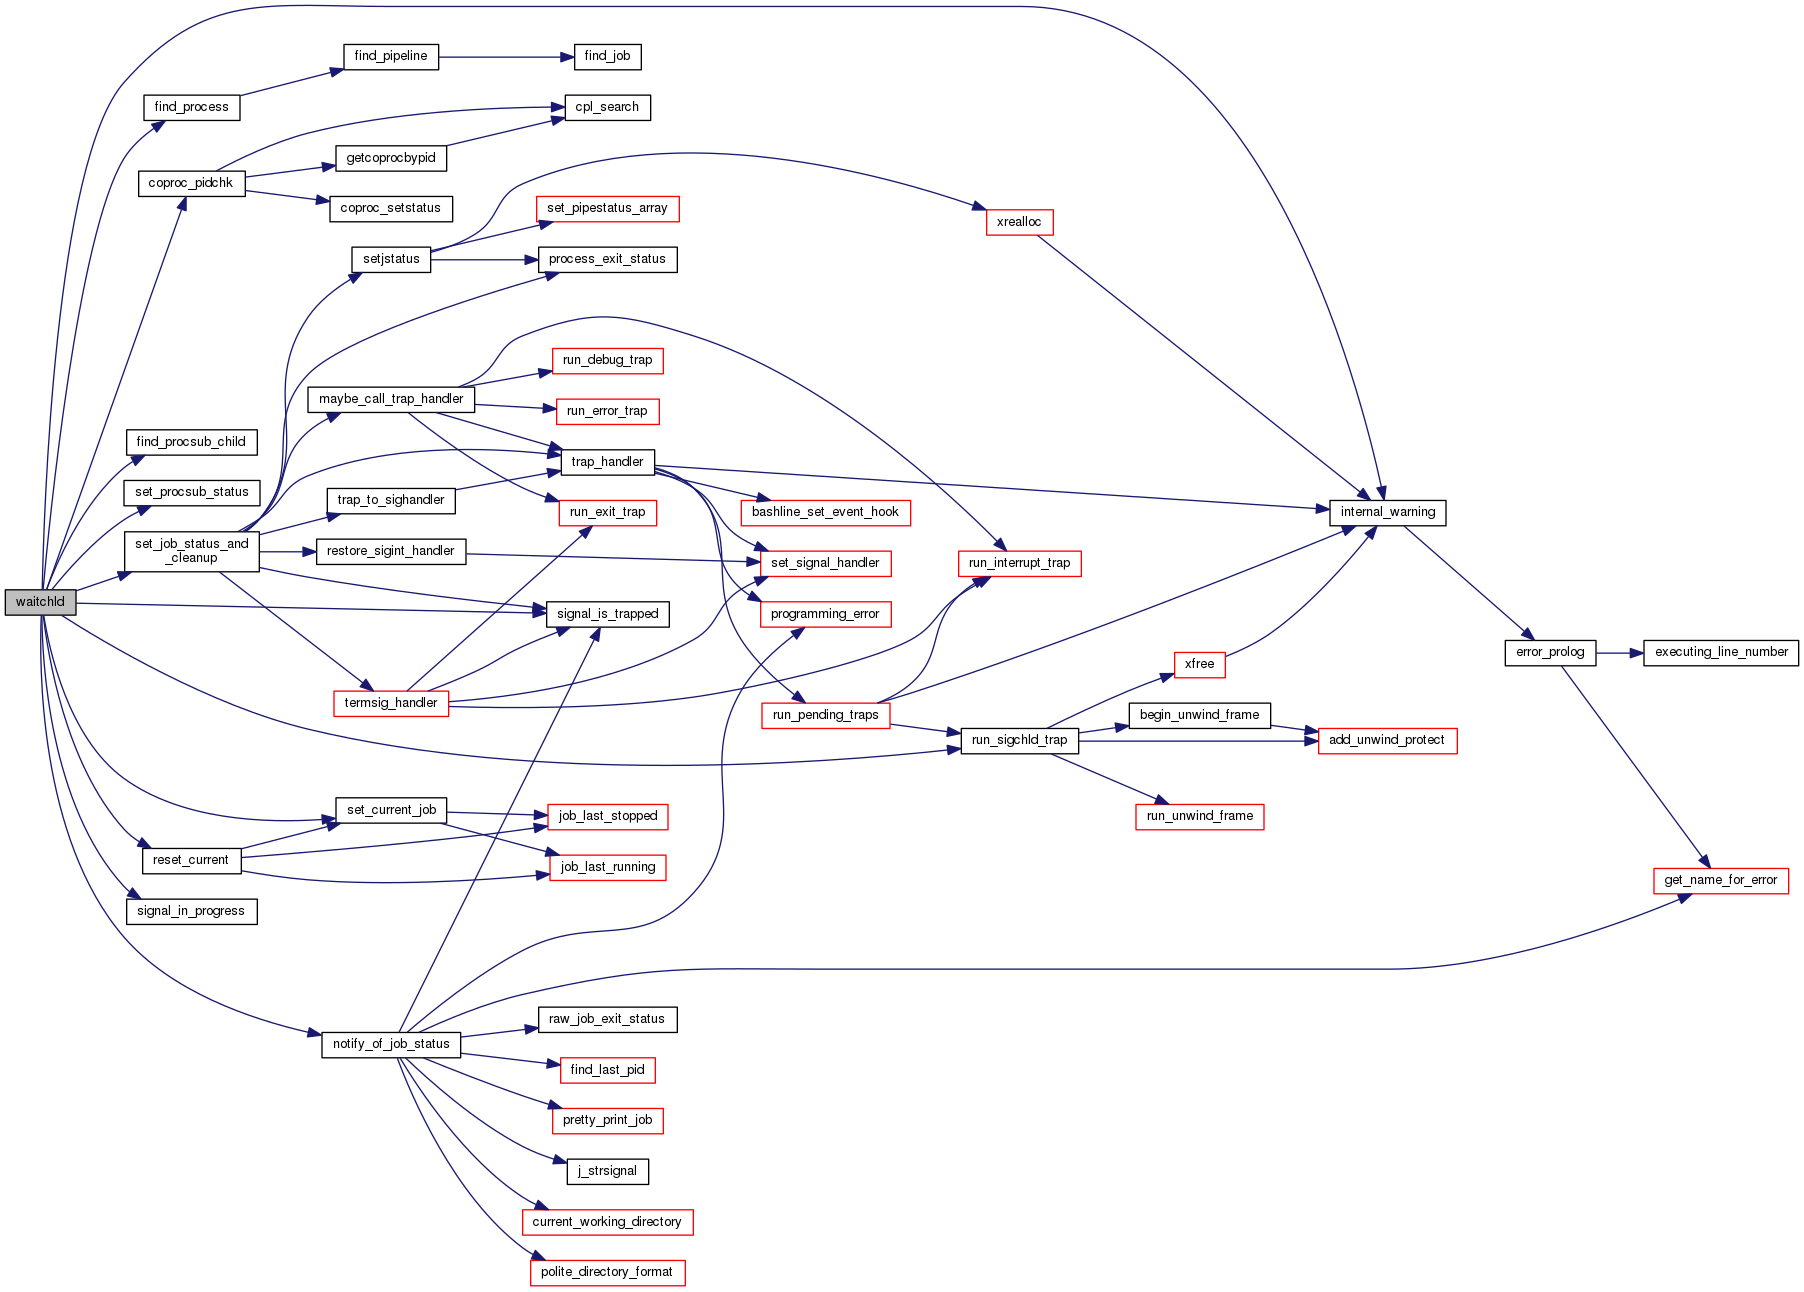 find_pipeline
find_job
find_process
cpl_search
getcoprocbypid
coproc_pidchk
coproc_setstatus
set_pipestatus_array
xrealloc
setjstatus
process_exit_status
run_debug_trap
maybe_call_trap_handler
run_error_trap
find_procsub_child
trap_handler
set_procsub_status
trap_to_sighandler
run_exit_trap
bashline_set_event_hook
internal_warning
set_job_status_and
_cleanup
restore_sigint_handler
set_signal_handler
run_interrupt_trap
waitchld
signal_is_trapped
programming_error
error_prolog
executing_line_number
xfree
termsig_handler
run_pending_traps
begin_unwind_frame
run_sigchld_trap
add_unwind_protect
set_current_job
job_last_stopped
run_unwind_frame
reset_current
job_last_running
get_name_for_error
signal_in_progress
raw_job_exit_status
notify_of_job_status
find_last_pid
pretty_print_job
j_strsignal
current_working_directory
polite_directory_format